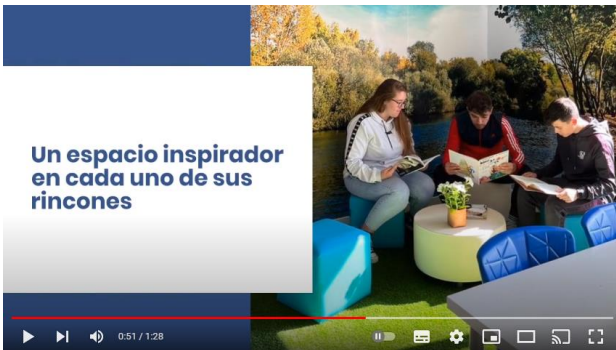 Un espacio inspirador
en cada uno de sus
rincones
0:51 / 1:28